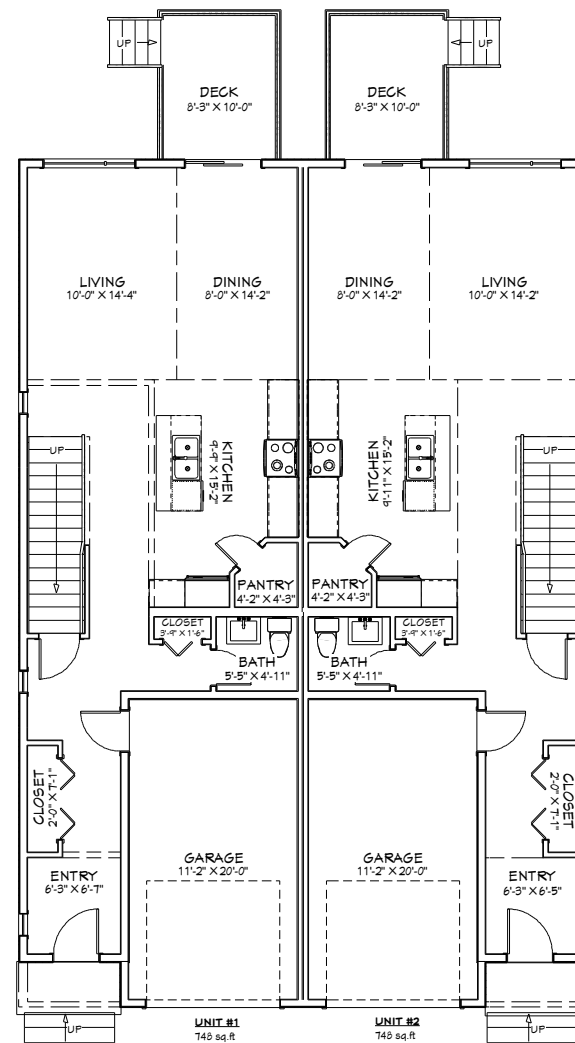 UP
DECK
8'-3" X 10'-0"
DECK
8'-3" X 10'-0"
UP
LIVING
10'-0" X 14'-4"
DINING
8'-0" X 14'-2"
DINING
8'-0" X 14'-2"
LIVING
10'-0" X 14'-2"
UP
KITCHEN
9'-9" X 15'-2"
KITCHEN
9'-11" X 15'-2"
UP
PANTRY
4'-2" X 4'-3"
PANTRY
4'-2" X 4'-3"
CLOSET
3'-9" X 1'-6"
CLOSET
3'-9" X 1'-6"
BATH
5'-5" X 4'-11"
BATH
5'-5" X 4'-11"
CLOSET
2'-0" X 7'-1"
CLOSET
2'-0" X 7'-1"
GARAGE
11'-2" X 20'-0"
GARAGE
11'-2" X 20'-0"
ENTRY
6'-3" X 6'-7"
ENTRY
6'-3" X 6'-5"
UP
UNIT #1
748 sq.ft
UNIT #2
748 sq.ft
UP